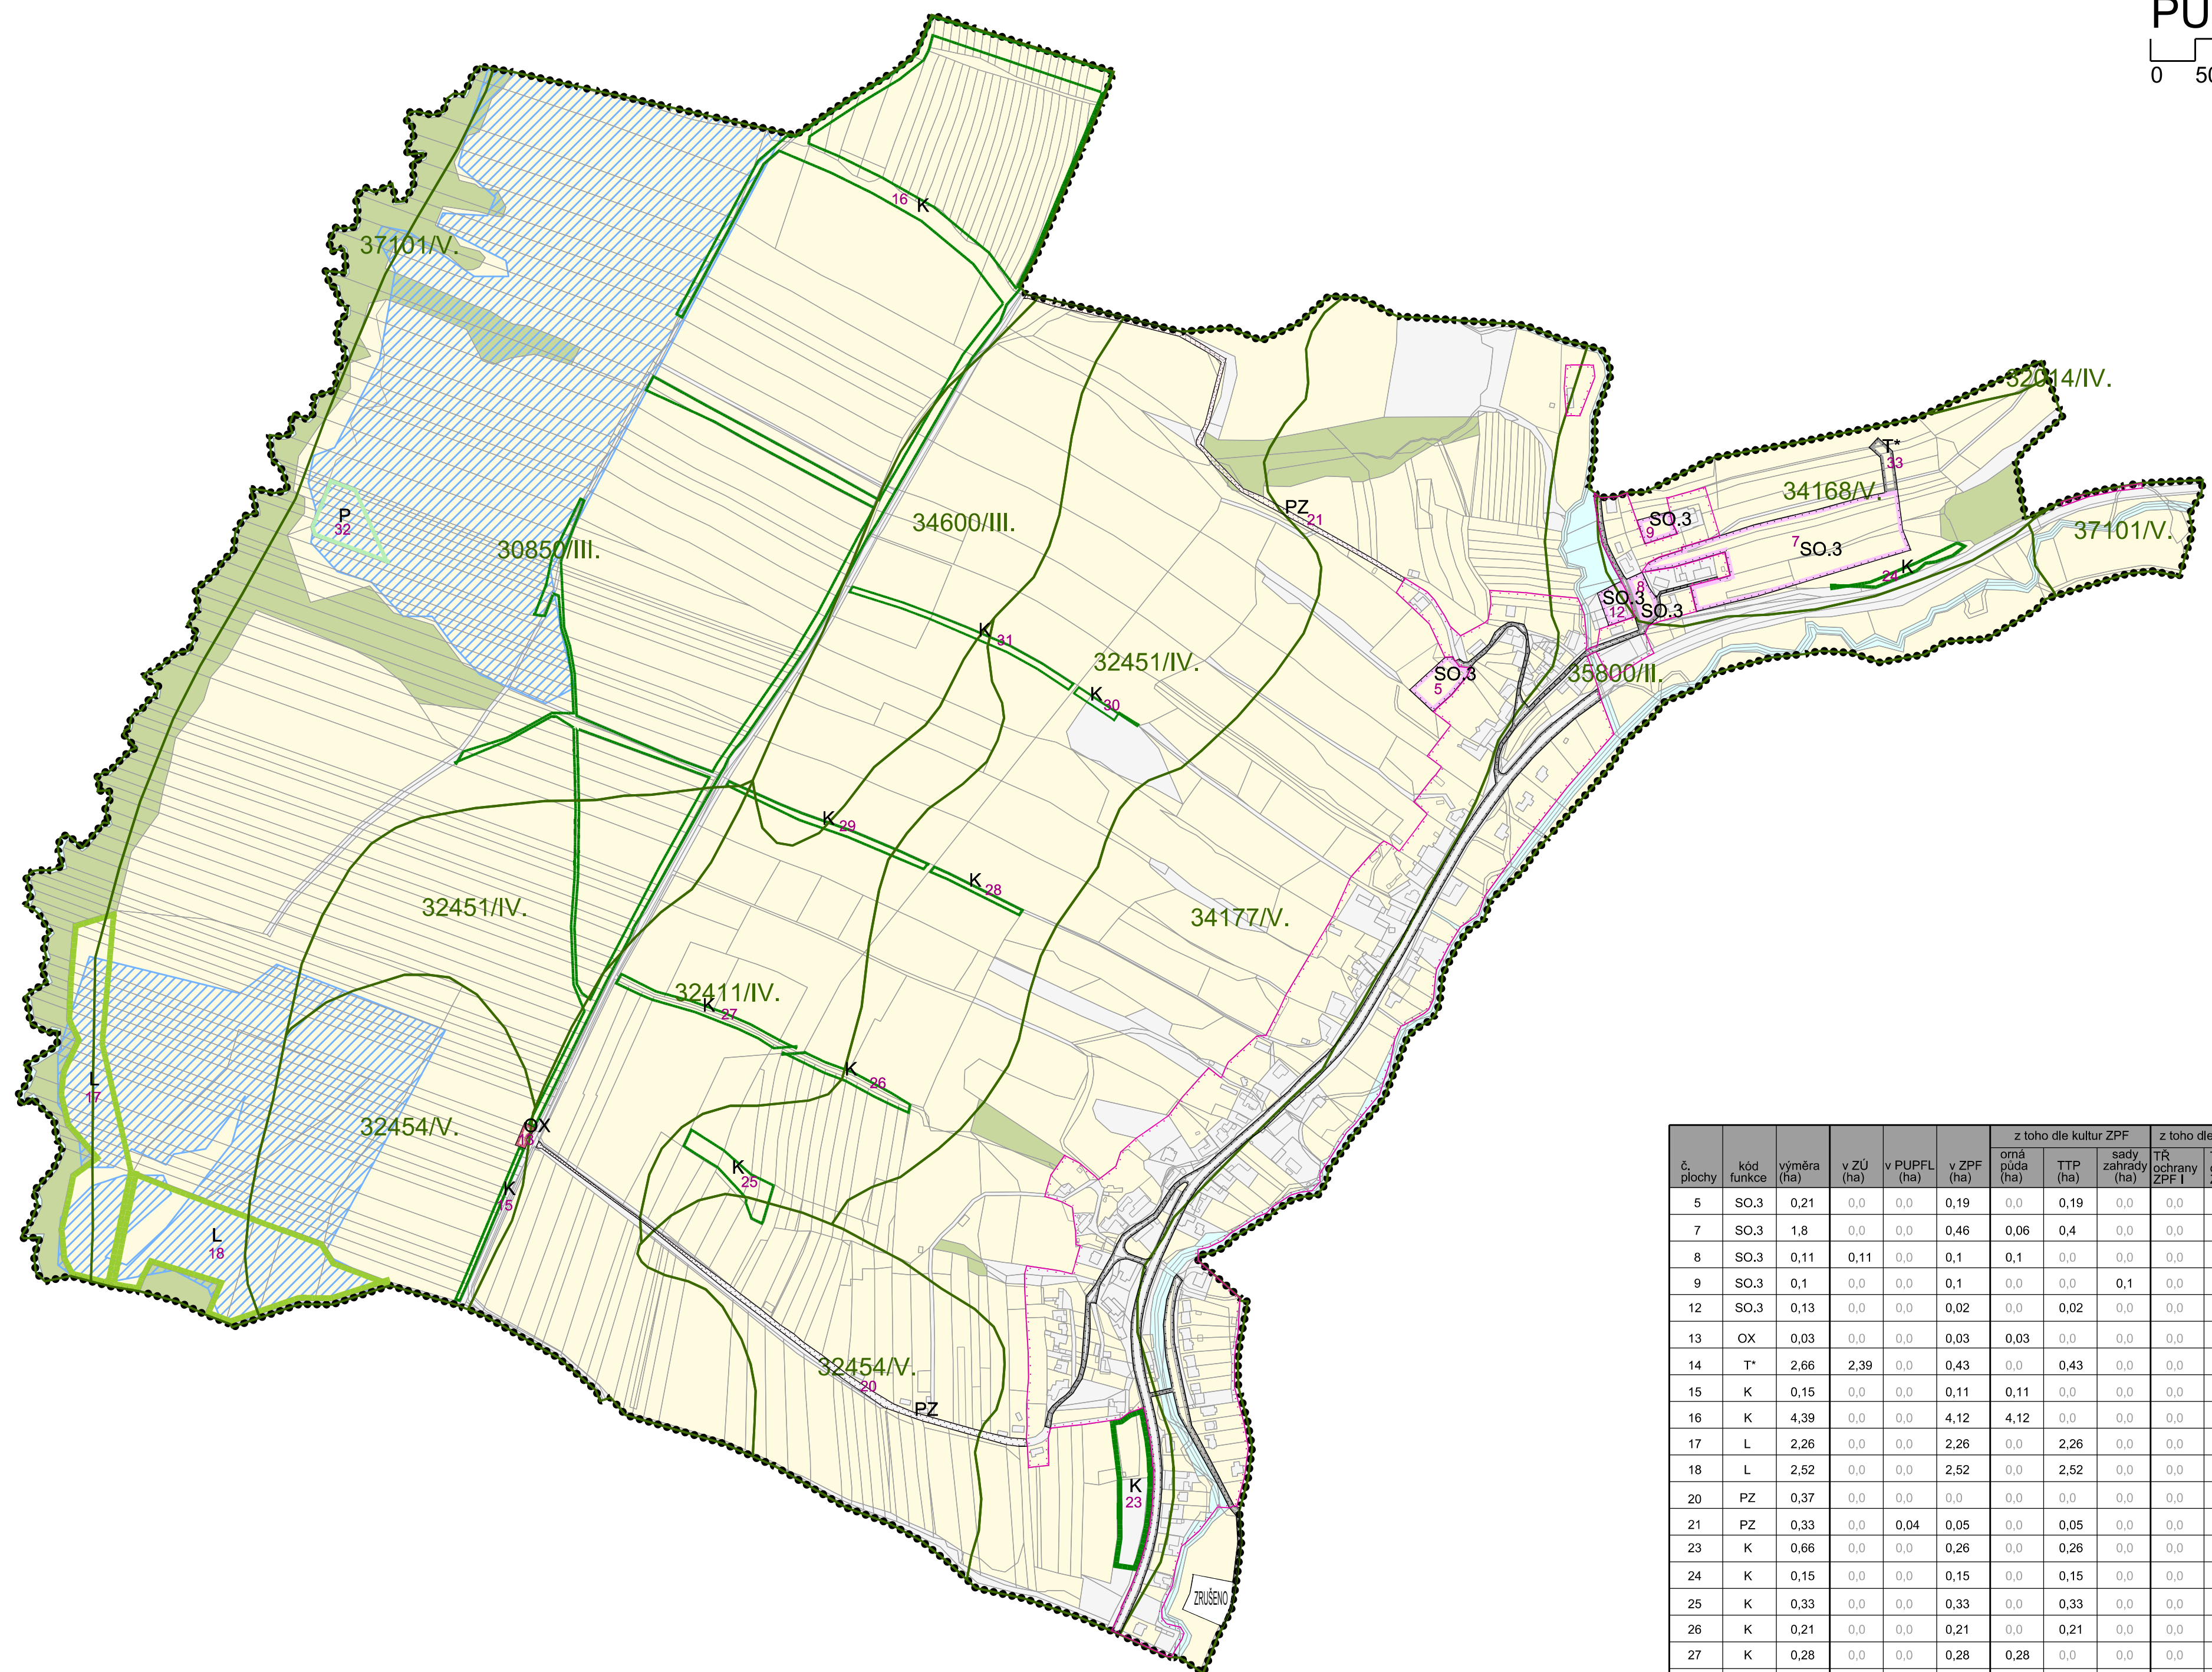 PU
0 50
37101/V.
16 K
32014/IV.
T*
33
34168/V.
SO.3
9
7 SO.3
37101/V.
K
24
8
SO.3
12 SO.3
PZ 21
P
32
30850/III.
34600/III.
K 31
32451/IV.
K 30
SO.3
5
35800/II.
K 29
K 28
32451/IV.
34177/V.
32411/IV.
K
27
K 26
L
17
32454/V.
OX
13
K
15
K
25
L
18
32454/V.
20
PZ
K
23
ZRUŠENO
z toho dle kultur ZPF z toho dle
č. plochy kód funkce výměra (ha) v ZÚ (ha) v PUPFL (ha) v ZPF (ha) orná půda (ha) TTP (ha) sady zahrady (ha) TŘ ochrany ZPF I
5 SO.3 0,21 0,0 0,0 0,19 0,0 0,19 0,0 0,0
7 SO.3 1,8 0,0 0,0 0,46 0,06 0,4 0,0 0,0
8 SO.3 0,11 0,11 0,0 0,1 0,1 0,0 0,0 0,0
9 SO.3 0,1 0,0 0,0 0,1 0,0 0,0 0,1 0,0
12 SO.3 0,13 0,0 0,0 0,02 0,0 0,02 0,0 0,0
13 OX 0,03 0,0 0,0 0,03 0,03 0,0 0,0 0,0
14 T* 2,66 2,39 0,0 0,43 0,0 0,43 0,0 0,0
15 K 0,15 0,0 0,0 0,11 0,11 0,0 0,0 0,0
16 K 4,39 0,0 0,0 4,12 4,12 0,0 0,0 0,0
17 L 2,26 0,0 0,0 2,26 0,0 2,26 0,0 0,0
18 L 2,52 0,0 0,0 2,52 0,0 2,52 0,0 0,0
20 PZ 0,37 0,0 0,0 0,0 0,0 0,0 0,0 0,0
21 PZ 0,33 0,0 0,04 0,05 0,0 0,05 0,0 0,0
23 K 0,66 0,0 0,0 0,26 0,0 0,26 0,0 0,0
24 K 0,15 0,0 0,0 0,15 0,0 0,15 0,0 0,0
25 K 0,33 0,0 0,0 0,33 0,0 0,33 0,0 0,0
26 K 0,21 0,0 0,0 0,21 0,0 0,21 0,0 0,0
27 K 0,28 0,0 0,0 0,28 0,28 0,0 0,0 0,0